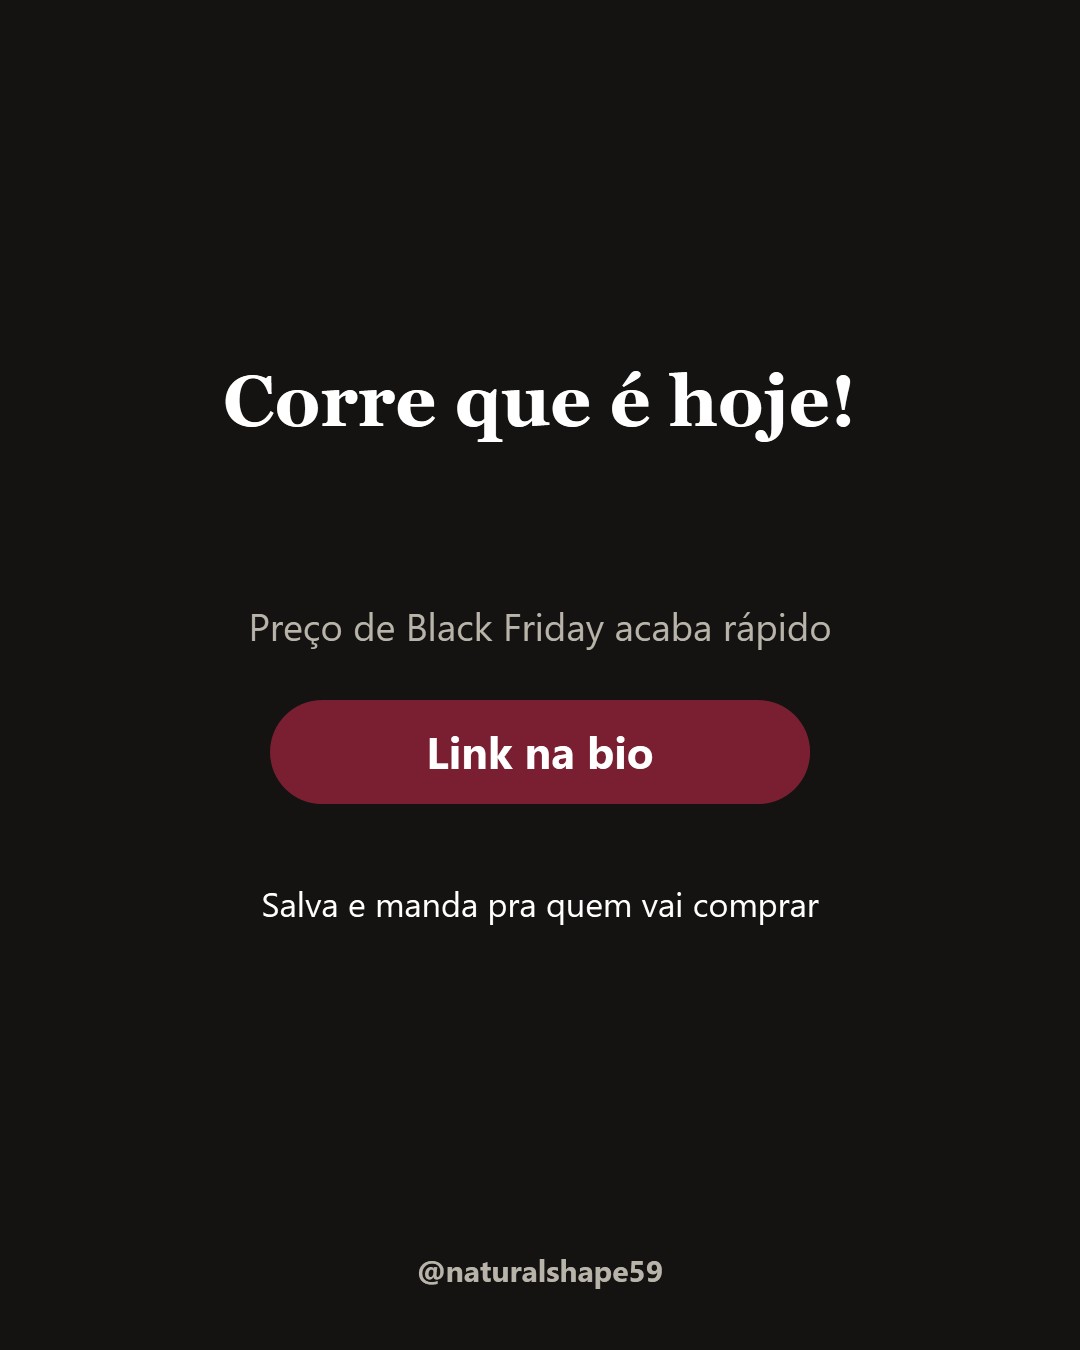 Corre que é hoje!
Preço de Black Friday acaba rápido
Link na bio
Salva e manda pra quem vai comprar
@naturalshape59